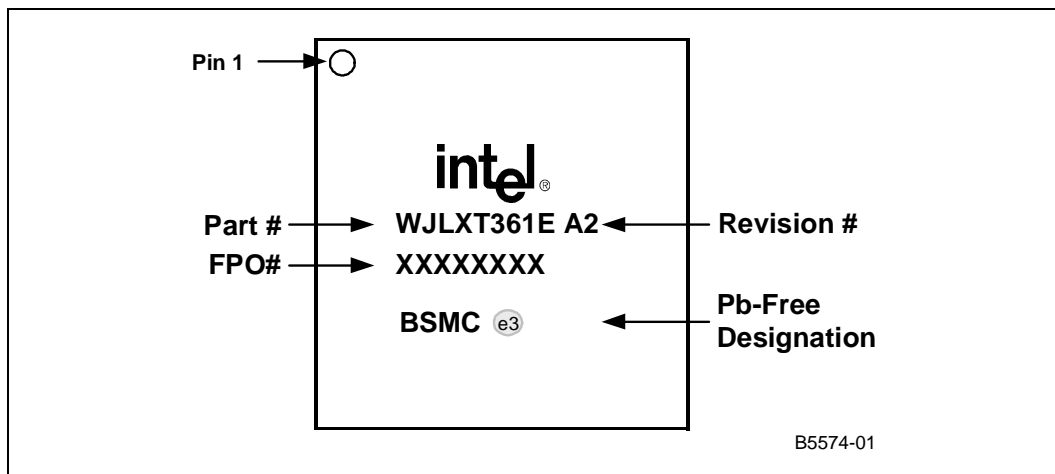 Pin 1
intel®
Part # WJLXT361E A2 Revision #
FPO# XXXXXXXX
BSMC e3
Pb-Free
Designation
B5574-01